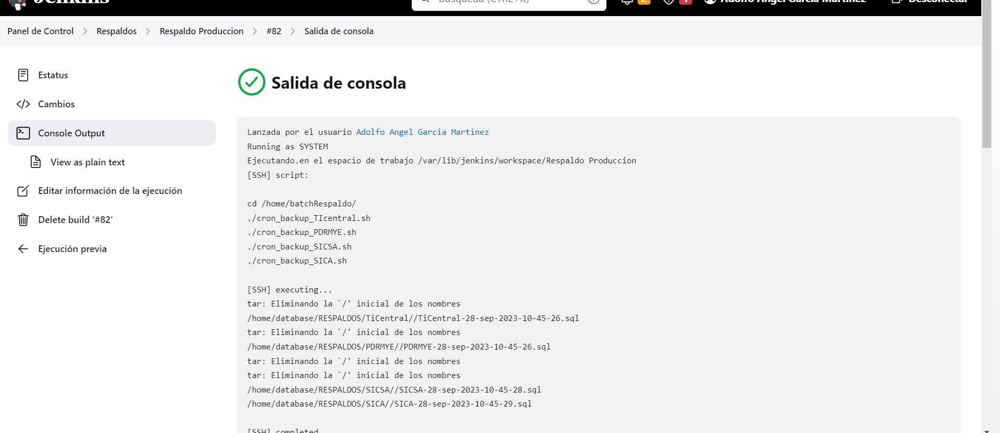 Jenkins
búsqueda (CTRL+K)
2
1
Adolfo Angel Garcia Martinez
Desconectar
Panel de Control
Respaldos
Respaldo Produccion
#82
Salida de consola
Estatus
Cambios
Console Output
View as plain text
Editar información de la ejecución
Delete build ‘#82’
Ejecución previa
Salida de consola
Lanzada por el usuario Adolfo Angel Garcia Martinez
Running as SYSTEM
Ejecutando.en el espacio de trabajo /var/lib/jenkins/workspace/Respaldo Produccion
[SSH] script:
cd /home/batchRespaldo/
./cron_backup_TIcentral.sh
./cron_backup_PDRMYE.sh
./cron_backup_SICSA.sh
./cron_backup_SICA.sh
[SSH] executing...
tar: Eliminando la `/' inicial de los nombres
/home/database/RESPALDOS/TiCentral//TiCentral-28-sep-2023-10-45-26.sql
tar: Eliminando la `/' inicial de los nombres
/home/database/RESPALDOS/PDRMYE//PDRMYE-28-sep-2023-10-45-26.sql
tar: Eliminando la `/' inicial de los nombres
tar: Eliminando la `/' inicial de los nombres
/home/database/RESPALDOS/SICSA//SICSA-28-sep-2023-10-45-28.sql
/home/database/RESPALDOS/SICA//SICA-28-sep-2023-10-45-29.sql
[SSH] completed